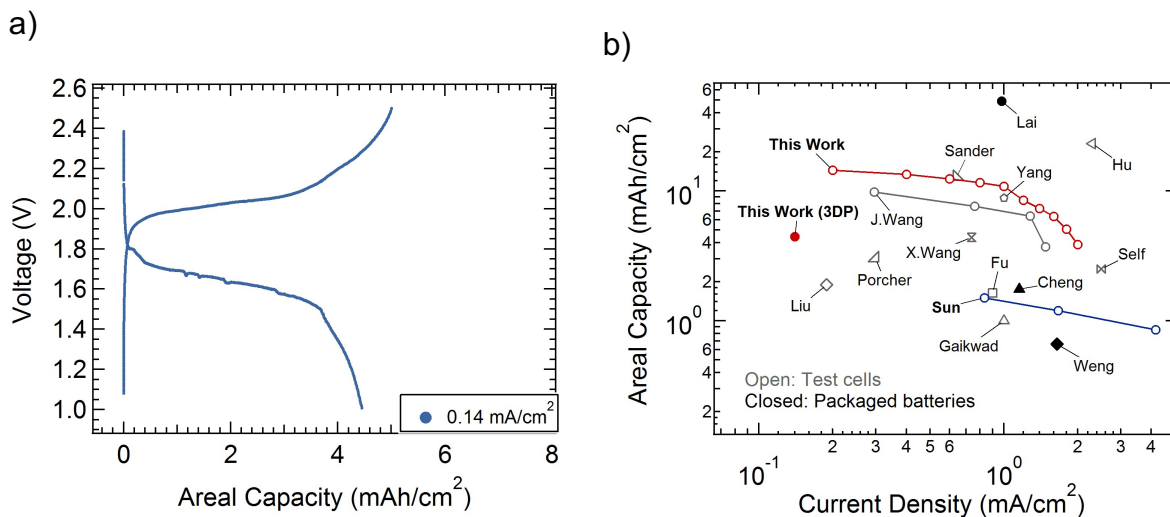 a)
2.6
2.4
2.2
2.0
1.8
1.6
1.4
1.2
1.0
Voltage (V)
0.14 mA/cm²
0 2 4 6 8
Areal Capacity (mAh/cm²)
b)
6
4
2
10¹
6
4
2
10⁰
6
4
2
Areal Capacity (mAh/cm²)
Lai
Hu
This Work
Sander
Yang
J.Wang
This Work (3DP)
X.Wang
Self
Porcher
Fu
Cheng
Liu
Sun
Gaikwad
Weng
Open: Test cells
Closed: Packaged batteries
2 3 4 5 6 2 3 4
10⁻¹ 10⁰
Current Density (mA/cm²)